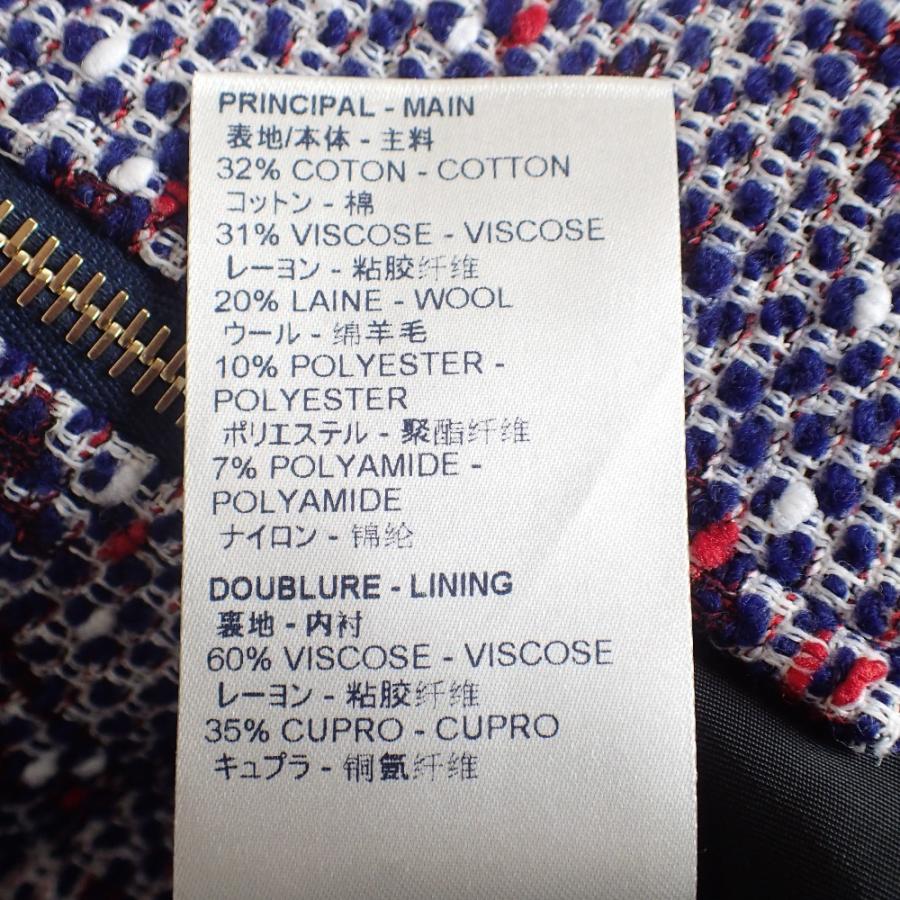 PRINCIPAL - MAIN
表地/本体 - 主料
32% COTON - COTTON
コットン - 棉
31% VISCOSE - VISCOSE
レーヨン - 粘胶纤维
20% LAINE - WOOL
ウール - 绵羊毛
10% POLYESTER -
POLYESTER
ポリエステル - 聚酯纤维
7% POLYAMIDE -
POLYAMIDE
ナイロン - 锦纶
DOUBLURE - LINING
裏地 - 内衬
60% VISCOSE - VISCOSE
レーヨン - 粘胶纤维
35% CUPRO - CUPRO
キュプラ - 铜氨纤维